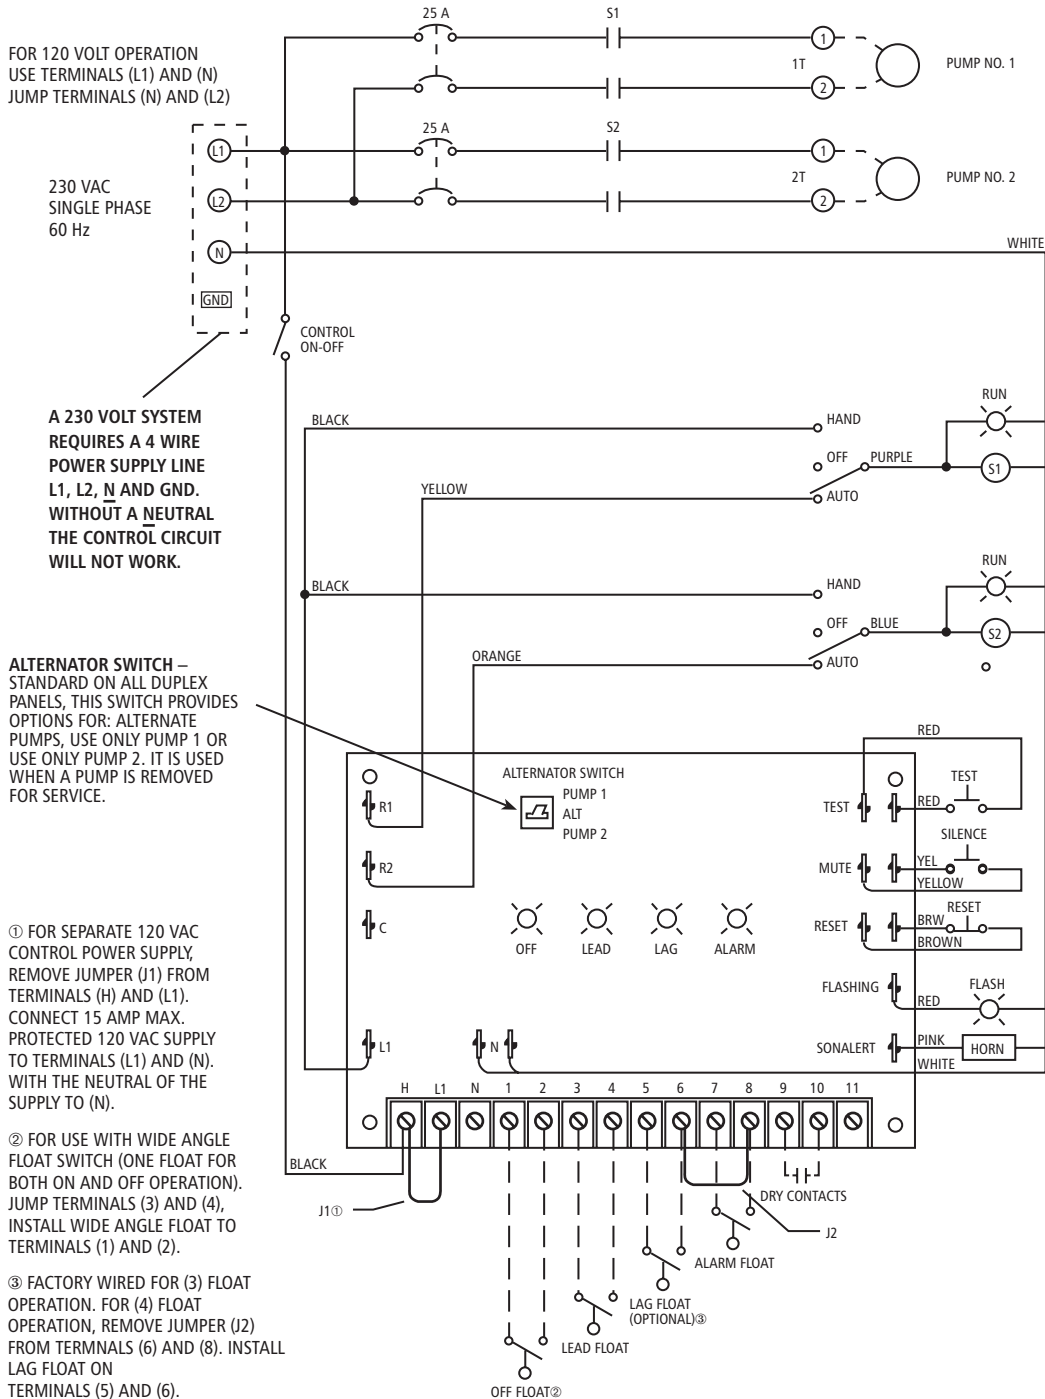 25 A
S1
FOR 120 VOLT OPERATION
USE TERMINALS (L1) AND (N)
JUMP TERMINALS (N) AND (L2)
1
1T
2
PUMP NO. 1
25 A
S2
L1
L2
N
GND
230 VAC
SINGLE PHASE
60 Hz
1
2T
2
PUMP NO. 2
WHITE
CONTROL
ON-OFF
A 230 VOLT SYSTEM
REQUIRES A 4 WIRE
POWER SUPPLY LINE
L1, L2, N AND GND.
WITHOUT A NEUTRAL
THE CONTROL CIRCUIT
WILL NOT WORK.
BLACK
HAND
OFF
PURPLE
AUTO
YELLOW
RUN
S1
BLACK
HAND
OFF
BLUE
AUTO
ORANGE
RUN
S2
ALTERNATOR SWITCH –
STANDARD ON ALL DUPLEX
PANELS, THIS SWITCH PROVIDES
OPTIONS FOR: ALTERNATE
PUMPS, USE ONLY PUMP 1 OR
USE ONLY PUMP 2. IT IS USED
WHEN A PUMP IS REMOVED
FOR SERVICE.
ALTERNATOR SWITCH
PUMP 1
ALT
PUMP 2
R1
R2
C
L1
N
OFF
LEAD
LAG
ALARM
RED
TEST
RED
TEST
SILENCE
MUTE
YEL
YELLOW
RESET
RESET
BRW
BROWN
FLASHING
RED
FLASH
SONALERT
PINK
HORN
WHITE
H L1 N 1 2 3 4 5 6 7 8 9 10 11
BLACK
J1①
DRY CONTACTS
J2
ALARM FLOAT
LAG FLOAT
(OPTIONAL)③
LEAD FLOAT
OFF FLOAT②
① FOR SEPARATE 120 VAC
CONTROL POWER SUPPLY,
REMOVE JUMPER (J1) FROM
TERMINALS (H) AND (L1).
CONNECT 15 AMP MAX.
PROTECTED 120 VAC SUPPLY
TO TERMINALS (L1) AND (N).
WITH THE NEUTRAL OF THE
SUPPLY TO (N).
② FOR USE WITH WIDE ANGLE
FLOAT SWITCH (ONE FLOAT FOR
BOTH ON AND OFF OPERATION).
JUMP TERMINALS (3) AND (4),
INSTALL WIDE ANGLE FLOAT TO
TERMINALS (1) AND (2).
③ FACTORY WIRED FOR (3) FLOAT
OPERATION. FOR (4) FLOAT
OPERATION, REMOVE JUMPER (J2)
FROM TERMNALS (6) AND (8). INSTALL
LAG FLOAT ON
TERMINALS (5) AND (6).